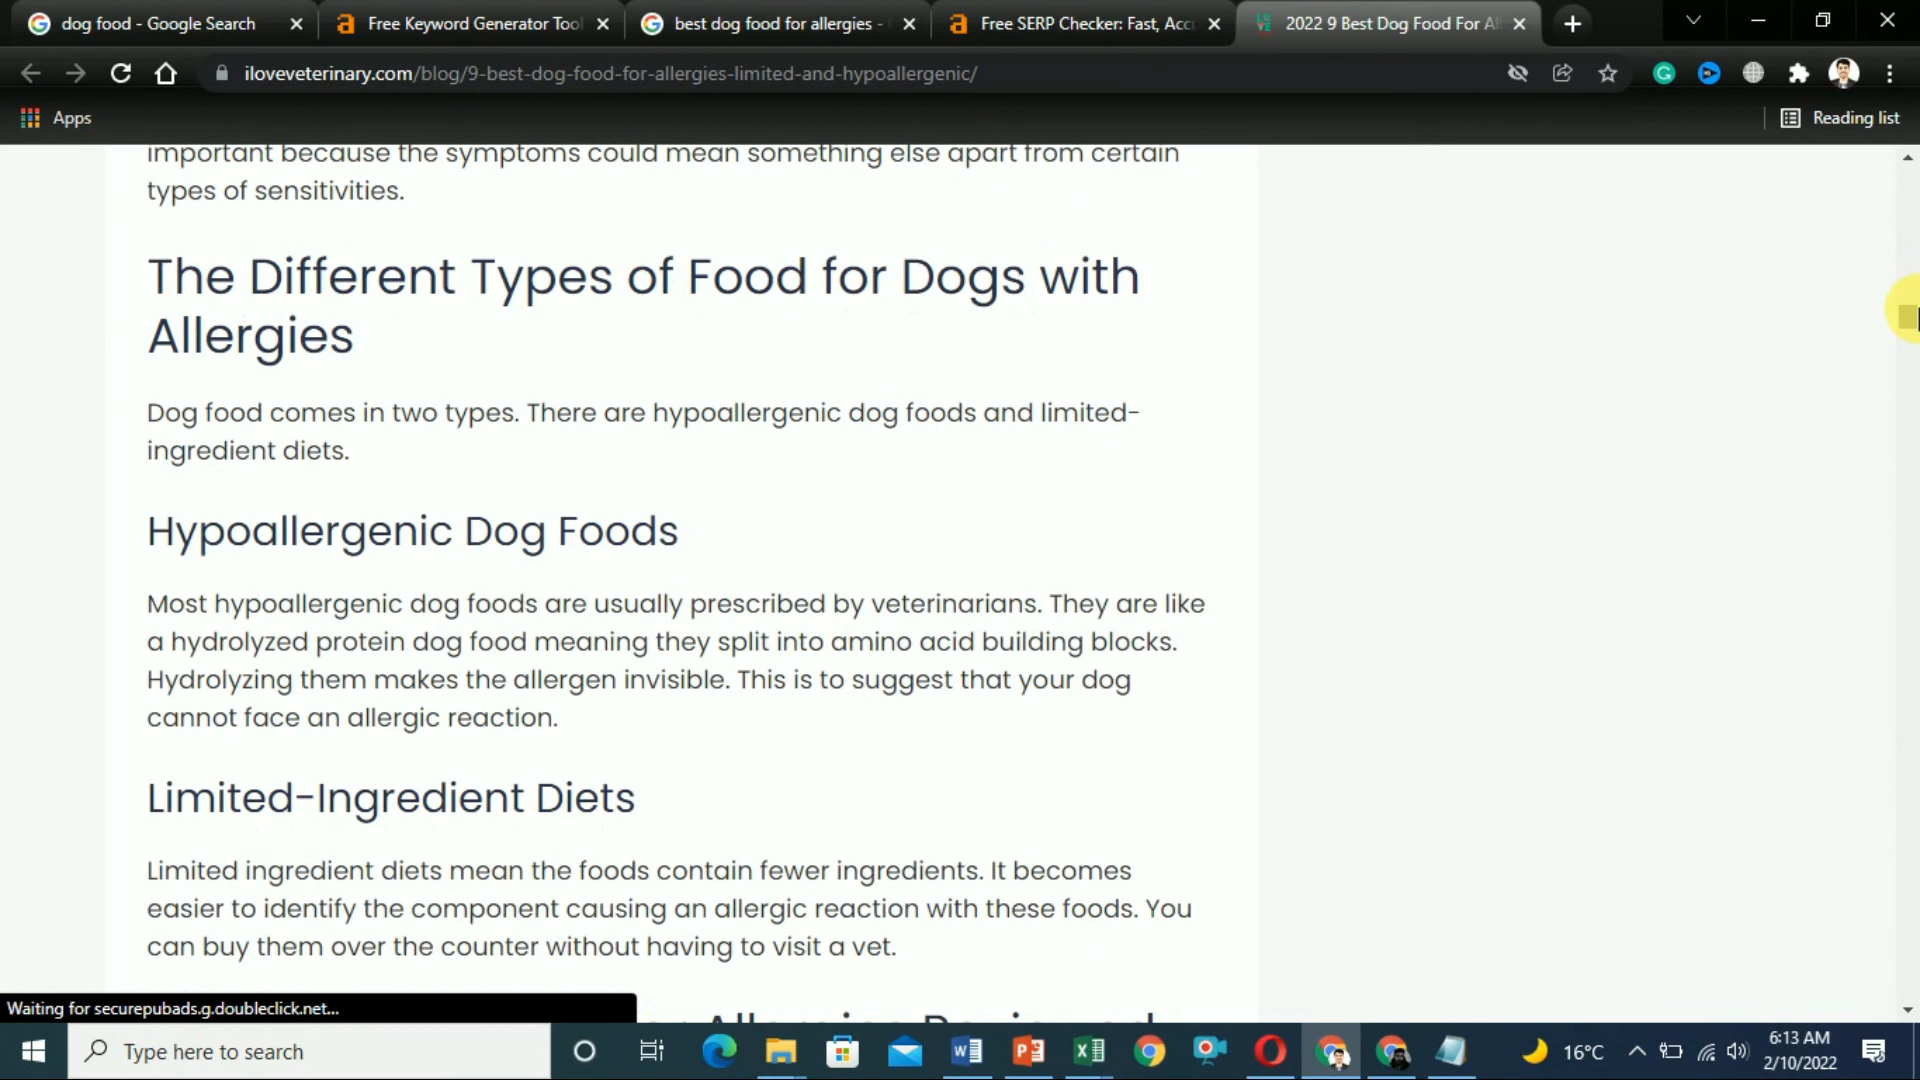 dog food - Google Search
Free Keyword Generator Tool
best dog food for allergies -
Free SERP Checker: Fast, Accu
2022 9 Best Dog Food For Al
iloveveterinary.com/blog/9-best-dog-food-for-allergies-limited-and-hypoallergenic/
Apps
Reading list
important because the symptoms could mean something else apart from certain
types of sensitivities.
The Different Types of Food for Dogs with
Allergies
Dog food comes in two types. There are hypoallergenic dog foods and limited-
ingredient diets.
Hypoallergenic Dog Foods
Most hypoallergenic dog foods are usually prescribed by veterinarians. They are like
a hydrolyzed protein dog food meaning they split into amino acid building blocks.
Hydrolyzing them makes the allergen invisible. This is to suggest that your dog
cannot face an allergic reaction.
Limited-Ingredient Diets
Limited ingredient diets mean the foods contain fewer ingredients. It becomes
easier to identify the component causing an allergic reaction with these foods. You
can buy them over the counter without having to visit a vet.
Waiting for securepubads.g.doubleclick.net...
Type here to search
16°C
6:13 AM
2/10/2022